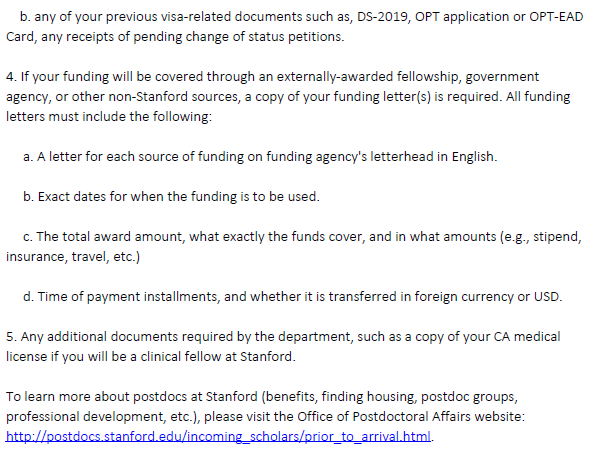 b. any of your previous visa-related documents such as, DS-2019, OPT application or OPT-EAD
Card, any receipts of pending change of status petitions.
4. If your funding will be covered through an externally-awarded fellowship, government
agency, or other non-Stanford sources, a copy of your funding letter(s) is required. All funding
letters must include the following:
a. A letter for each source of funding on funding agency's letterhead in English.
b. Exact dates for when the funding is to be used.
c. The total award amount, what exactly the funds cover, and in what amounts (e.g., stipend,
insurance, travel, etc.)
d. Time of payment installments, and whether it is transferred in foreign currency or USD.
5. Any additional documents required by the department, such as a copy of your CA medical
license if you will be a clinical fellow at Stanford.
To learn more about postdocs at Stanford (benefits, finding housing, postdoc groups,
professional development, etc.), please visit the Office of Postdoctoral Affairs website:
http://postdocs.stanford.edu/incoming_scholars/prior_to_arrival.html.